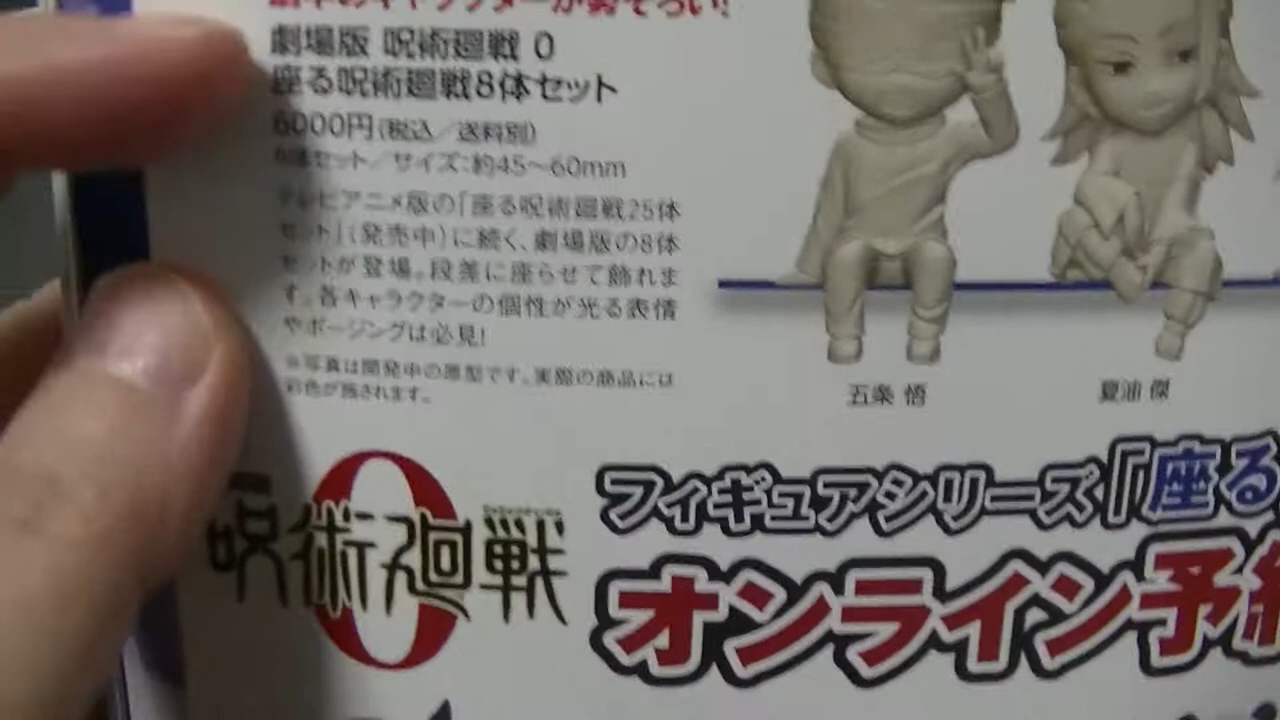 劇場版 呪術廻戦 0
座る呪術廻戦8体セット
6000円(税込/送料別)
セット/サイズ:約45〜60mm
テレビアニメ版の「座る呪術廻戦25体
セット」(発売中)に続く、劇場版の8体
セットが登場。段差に座らせて飾れま
す。各キャラクターの個性が光る表情
やポージングは必見!
※写真は開発中の原型です。実際の商品には
彩色が施されます。
五条 悟
夏油 傑
呪術廻戦 0
フィギュアシリーズ「座る
オンライン予